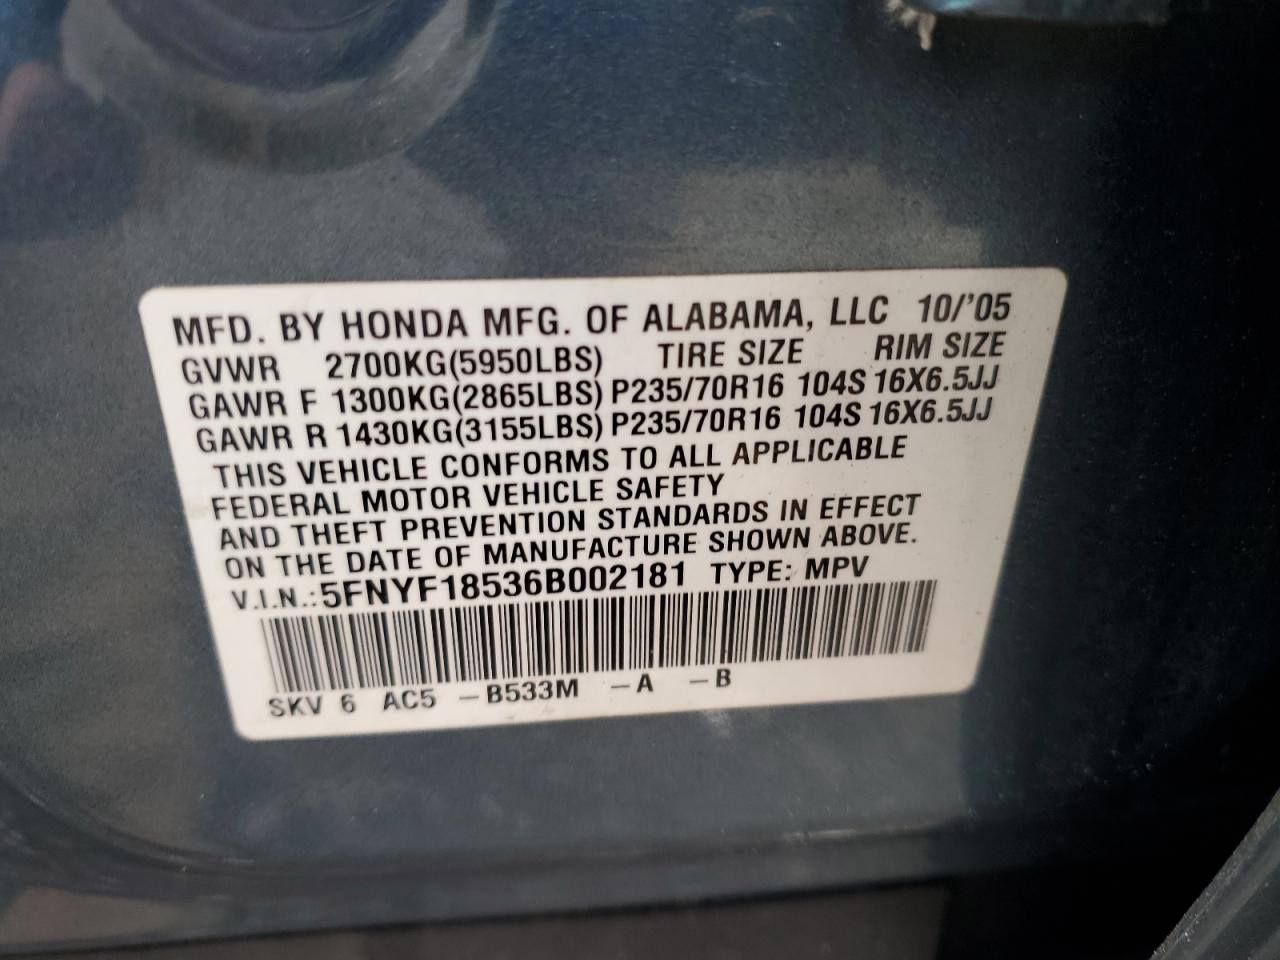 MFD. BY HONDA MFG. OF ALABAMA, LLC 10/'05
GVWR 2700KG(5950LBS) TIRE SIZE RIM SIZE
GAWR F 1300KG(2865LBS) P235/70R16 104S 16X6.5JJ
GAWR R 1430KG(3155LBS) P235/70R16 104S 16X6.5JJ
THIS VEHICLE CONFORMS TO ALL APPLICABLE
FEDERAL MOTOR VEHICLE SAFETY
AND THEFT PREVENTION STANDARDS IN EFFECT
ON THE DATE OF MANUFACTURE SHOWN ABOVE.
V.I.N.:5FNYF18536B002181 TYPE: MPV
SKV 6 AC5 -B533M -A -B